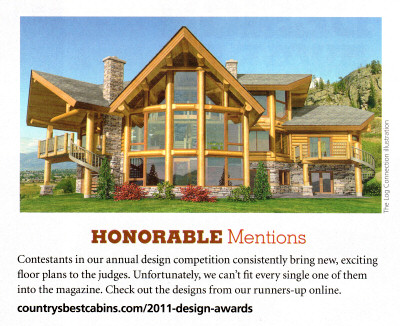 The Log Connection illustration
HONORABLE Mentions
Contestants in our annual design competition consistently bring new, exciting
floor plans to the judges. Unfortunately, we can't fit every single one of them
into the magazine. Check out the designs from our runners-up online.
countrysbestcabins.com/2011-design-awards